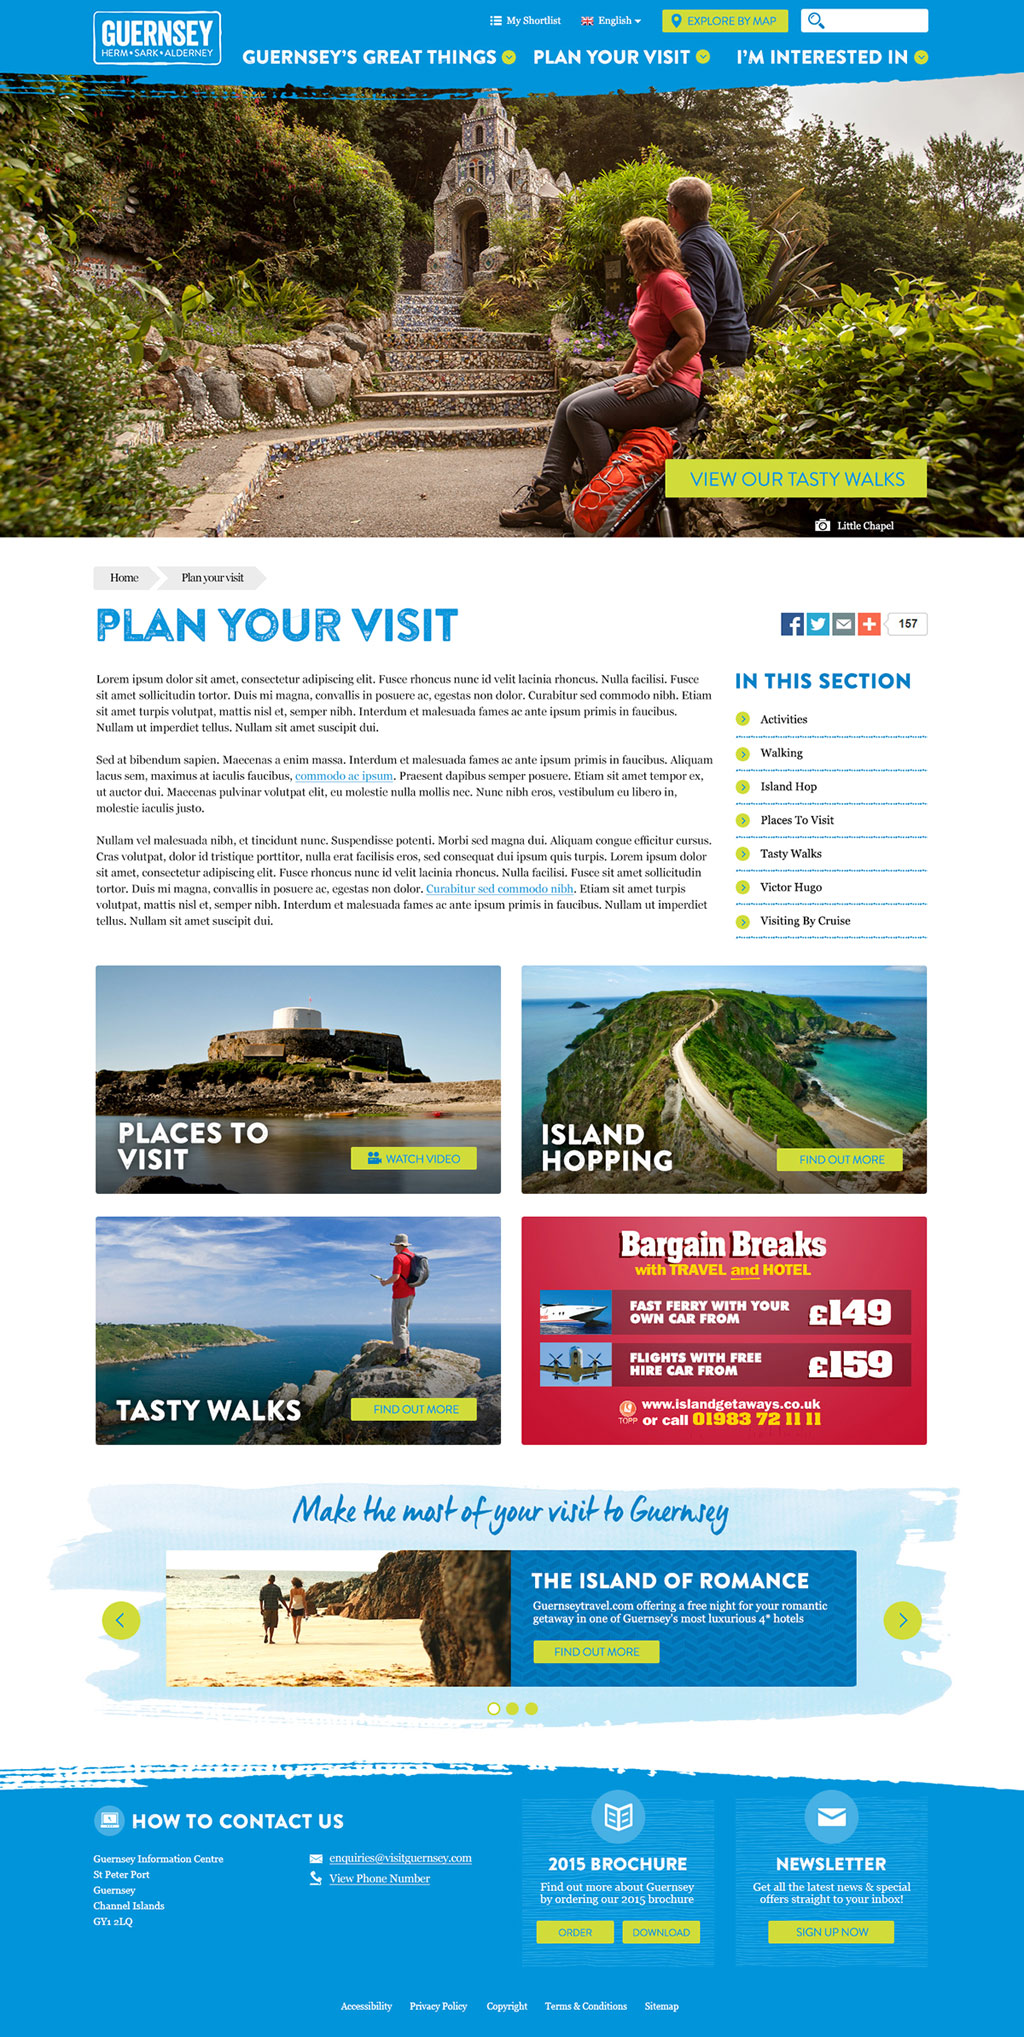 GUERNSEY
HERM • SARK • ALDERNEY
My Shortlist
English
EXPLORE BY MAP
GUERNSEY'S GREAT THINGS
PLAN YOUR VISIT
I'M INTERESTED IN
VIEW OUR TASTY WALKS
Little Chapel
Home
Plan your visit
PLAN YOUR VISIT
157
Lorem ipsum dolor sit amet, consectetur adipiscing elit. Fusce rhoncus nunc id velit lacinia rhoncus. Nulla facilisi. Fusce
sit amet sollicitudin tortor. Duis mi magna, convallis in posuere ac, egestas non dolor. Curabitur sed commodo nibh. Etiam
sit amet turpis volutpat, mattis nisl et, semper nibh. Interdum et malesuada fames ac ante ipsum primis in faucibus.
Nullam ut imperdiet tellus. Nullam sit amet suscipit dui.
Sed at bibendum sapien. Maecenas a enim massa. Interdum et malesuada fames ac ante ipsum primis in faucibus. Aliquam
lacus sem, maximus at iaculis faucibus, commodo ac ipsum. Praesent dapibus semper posuere. Etiam sit amet tempor ex,
ut auctor dui. Maecenas pulvinar volutpat elit, eu molestie nulla mollis nec. Nunc nibh eros, vestibulum eu libero in,
molestie iaculis justo.
Nullam vel malesuada nibh, et tincidunt nunc. Suspendisse potenti. Morbi sed magna dui. Aliquam congue efficitur cursus.
Cras volutpat, dolor id tristique porttitor, nulla erat facilisis eros, sed consequat dui ipsum quis turpis. Lorem ipsum dolor
sit amet, consectetur adipiscing elit. Fusce rhoncus nunc id velit lacinia rhoncus. Nulla facilisi. Fusce sit amet sollicitudin
tortor. Duis mi magna, convallis in posuere ac, egestas non dolor. Curabitur sed commodo nibh. Etiam sit amet turpis
volutpat, mattis nisl et, semper nibh. Interdum et malesuada fames ac ante ipsum primis in faucibus. Nullam ut imperdiet
tellus. Nullam sit amet suscipit dui.
IN THIS SECTION
Activities
Walking
Island Hop
Places To Visit
Tasty Walks
Victor Hugo
Visiting By Cruise
PLACES TO
VISIT
WATCH VIDEO
ISLAND
HOPPING
FIND OUT MORE
TASTY WALKS
FIND OUT MORE
Bargain Breaks
with TRAVEL and HOTEL
FAST FERRY WITH YOUR
OWN CAR FROM
£149
FLIGHTS WITH FREE
HIRE CAR FROM
£159
TOPP
www.islandgetaways.co.uk
or call 01983 72 11 11
Make the most of your visit to Guernsey
THE ISLAND OF ROMANCE
Guernseytravel.com offering a free night for your romantic
getaway in one of Guernsey's most luxurious 4* hotels
FIND OUT MORE
HOW TO CONTACT US
Guernsey Information Centre
St Peter Port
Guernsey
Channel Islands
GY1 2LQ
enquiries@visitguernsey.com
View Phone Number
2015 BROCHURE
Find out more about Guernsey
by ordering our 2015 brochure
ORDER
DOWNLOAD
NEWSLETTER
Get all the latest news & special
offers straight to your inbox!
SIGN UP NOW
Accessibility
Privacy Policy
Copyright
Terms & Conditions
Sitemap